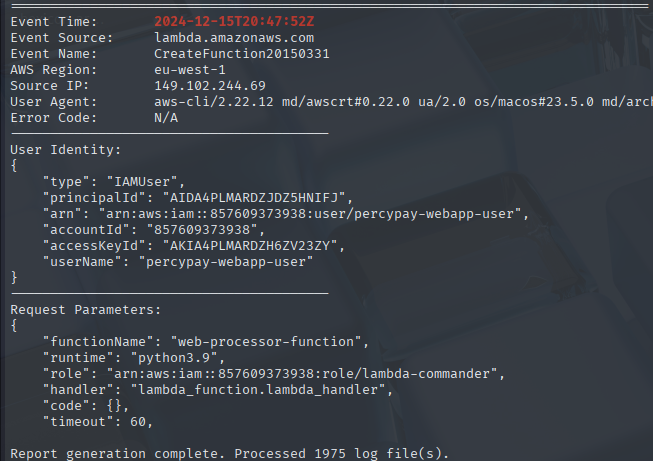 Event Time: 2024-12-15T20:47:52Z
Event Source: lambda.amazonaws.com
Event Name: CreateFunction20150331
AWS Region: eu-west-1
Source IP: 149.102.244.69
User Agent: aws-cli/2.22.12 md/awscrt#0.22.0 ua/2.0 os/macos#23.5.0 md/arc
Error Code: N/A
User Identity:
{
"type": "IAMUser",
"principalId": "AIDA4PLMARDZJDZ5HNIFJ",
"arn": "arn:aws:iam::857609373938:user/percypay-webapp-user",
"accountId": "857609373938",
"accessKeyId": "AKIA4PLMARDZH6ZV23ZY",
"userName": "percypay-webapp-user"
}
Request Parameters:
{
"functionName": "web-processor-function",
"runtime": "python3.9",
"role": "arn:aws:iam::857609373938:role/lambda-commander",
"handler": "lambda_function.lambda_handler",
"code": {},
"timeout": 60,
Report generation complete. Processed 1975 log file(s).